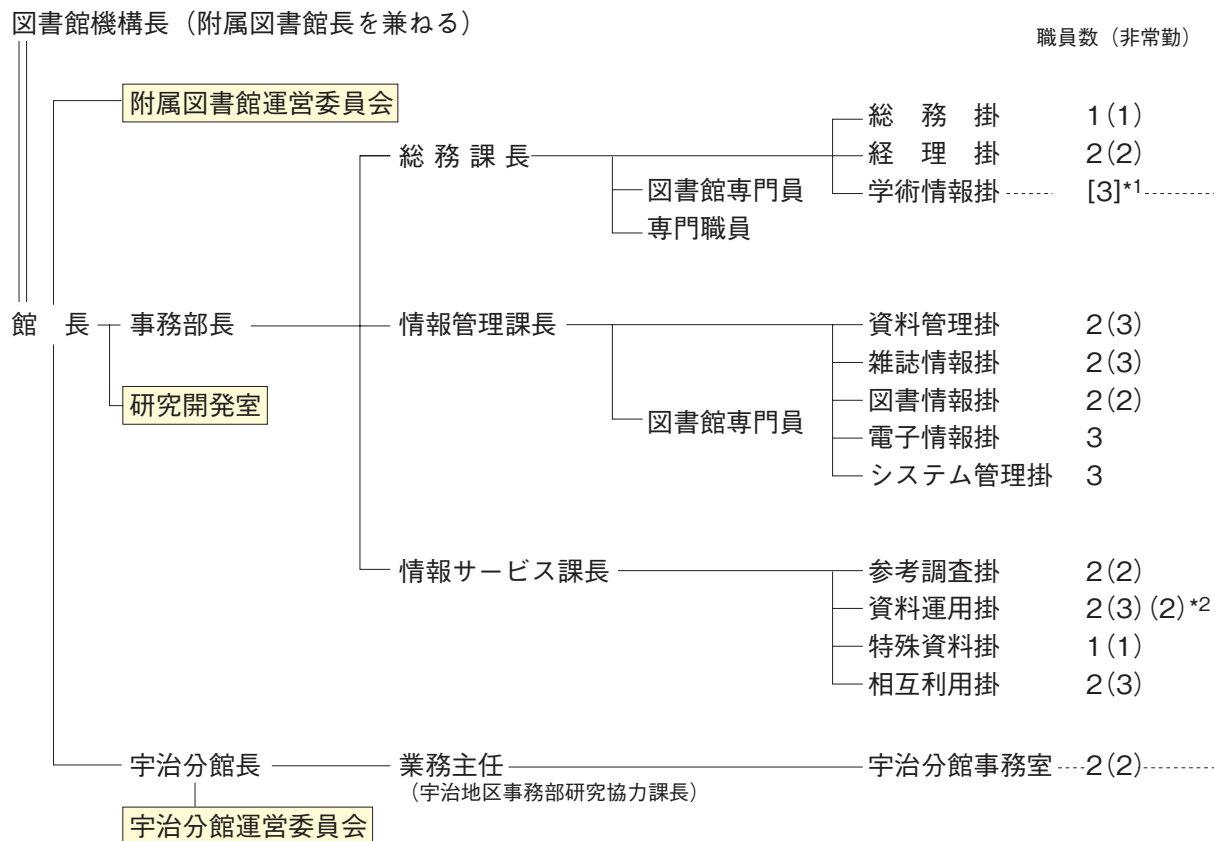 図書館機構長（附属図書館長を兼ねる）
職員数（非常勤）
附属図書館運営委員会
総務掛 1(1)
総務課長 経理掛 2(2)
図書館専門員 学術情報掛 [3]*1
専門職員
館長 事務部長 情報管理課長 資料管理掛 2(3)
雑誌情報掛 2(3)
研究開発室 図書情報掛 2(2)
図書館専門員
電子情報掛 3
システム管理掛 3
情報サービス課長 参考調査掛 2(2)
資料運用掛 2(3)(2)*2
特殊資料掛 1(1)
相互利用掛 2(3)
宇治分館長 業務主任 宇治分館事務室 2(2)
（宇治地区事務部研究協力課長）
宇治分館運営委員会